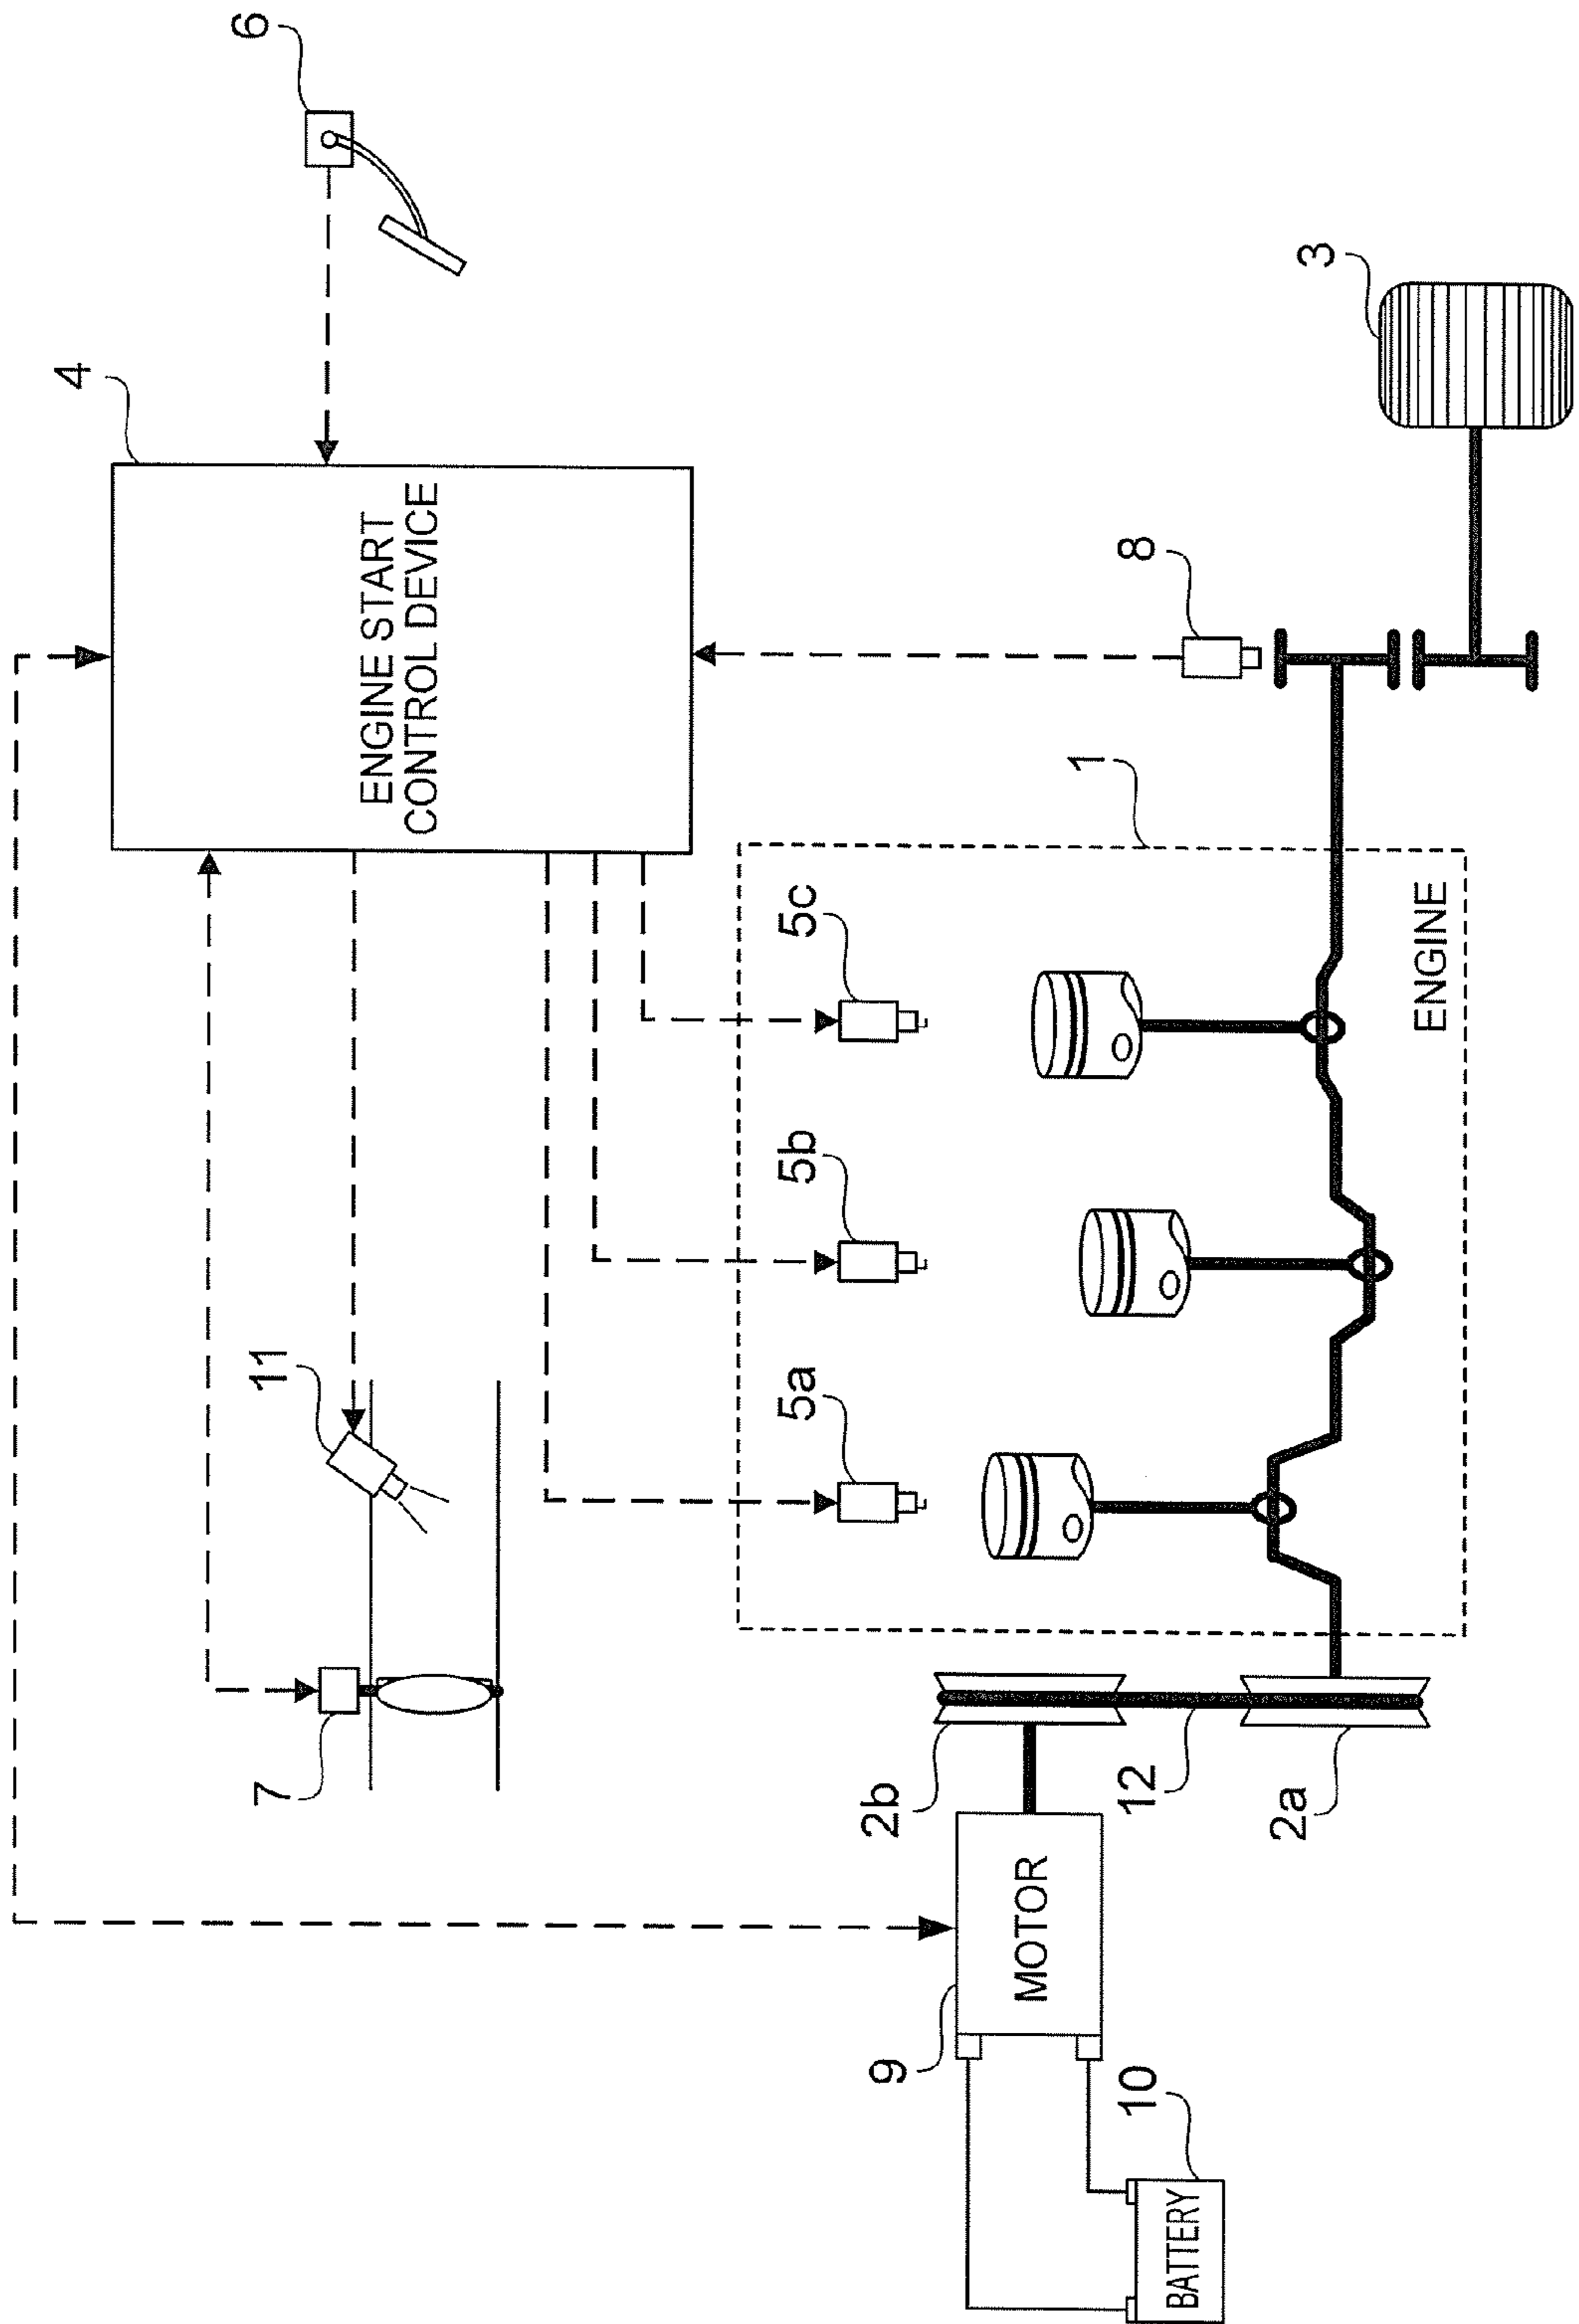 6
4
ENGINE START
CONTROL DEVICE
11
7
3
8
1
5c
5b
5a
ENGINE
2b
12
2a
9
MOTOR
10
BATTERY